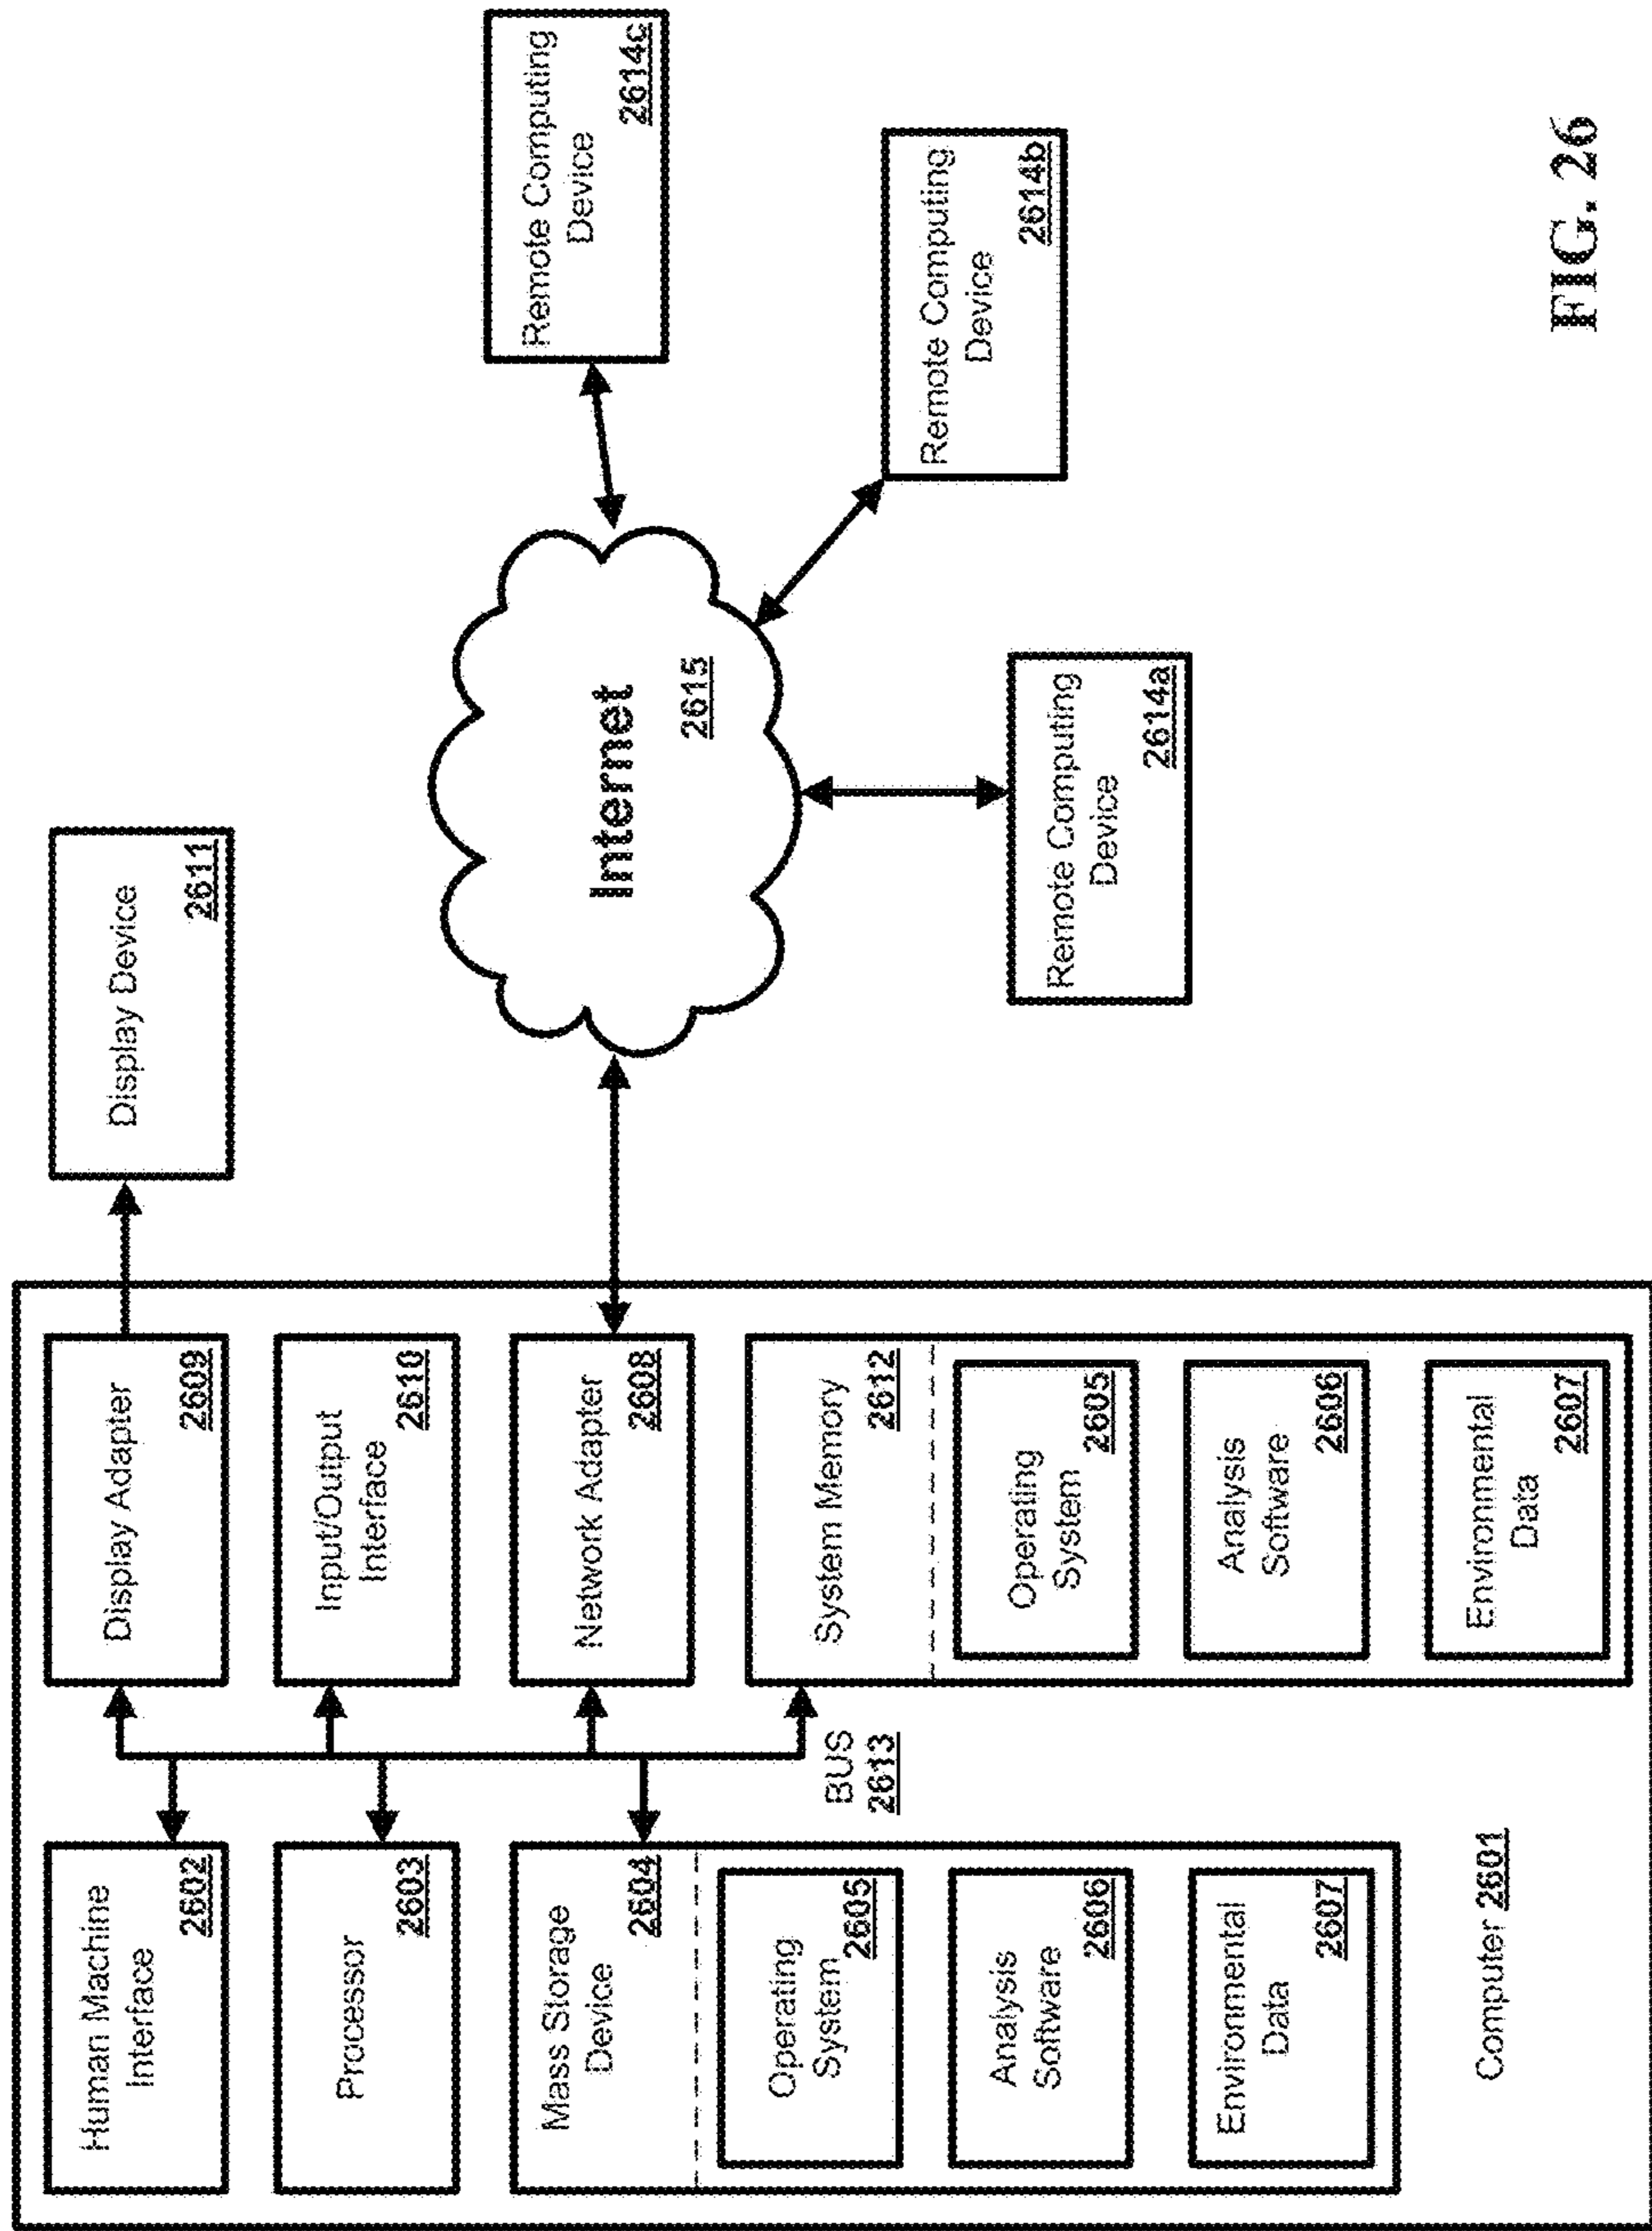 Human Machine
Interface
2602
Processor
2603
Mass Storage
Device
2604
Operating
System
2605
Analysis
Software
2606
Environmental
Data
2607
Computer 2601
BUS
2613
Display Adapter
2609
Input/Output
Interface
2610
Network Adapter
2608
System Memory
2612
Operating
System
2605
Analysis
Software
2606
Environmental
Data
2607
Display Device
2611
Internet
2615
Remote Computing
Device
2614a
Remote Computing
Device
2614b
Remote Computing
Device
2614c
FIG. 26